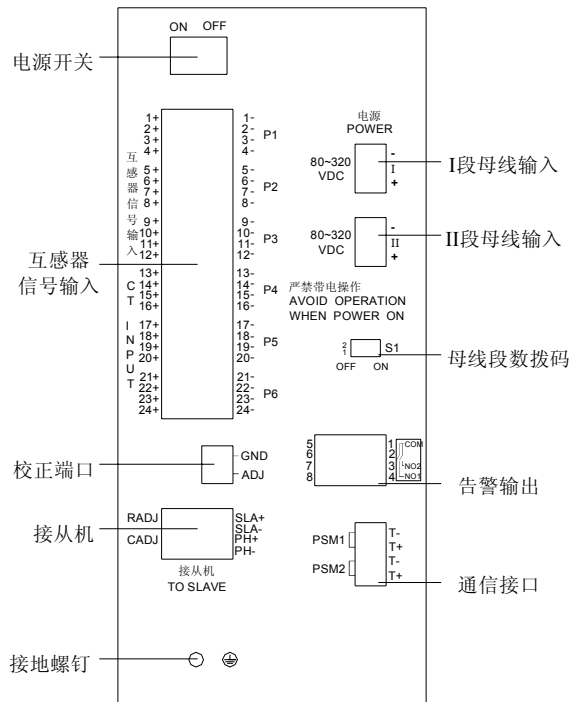 ON OFF
电源开关
1+ 1-
2+ 2-
3+ 3- P1
4+ 4-
5+ 5-
6+ 6- P2
7+ 7-
8+ 8-
9+ 9-
10+ 10- P3
11+ 11-
12+ 12-
13+ 13-
14+ 14- P4
15+ 15-
16+ 16-
17+ 17-
18+ 18- P5
19+ 19-
20+ 20-
21+ 21-
22+ 22- P6
23+ 23-
24+ 24-
互感器信号输入
CT INPUT
互感器
信号输入
电源
POWER
80~320
VDC
-
I
+
I段母线输入
80~320
VDC
-
II
+
II段母线输入
严禁带电操作
AVOID OPERATION
WHEN POWER ON
2
1
S1
OFF ON
母线段数拨码
校正端口
GND
ADJ
5 1 COM
6 2
7 3 NO2
8 4 NO1
告警输出
接从机
RADJ SLA+
SLA-
CADJ PH+
PH-
接从机
TO SLAVE
PSM1 T-
T+
PSM2 T-
T+
通信接口
接地螺钉